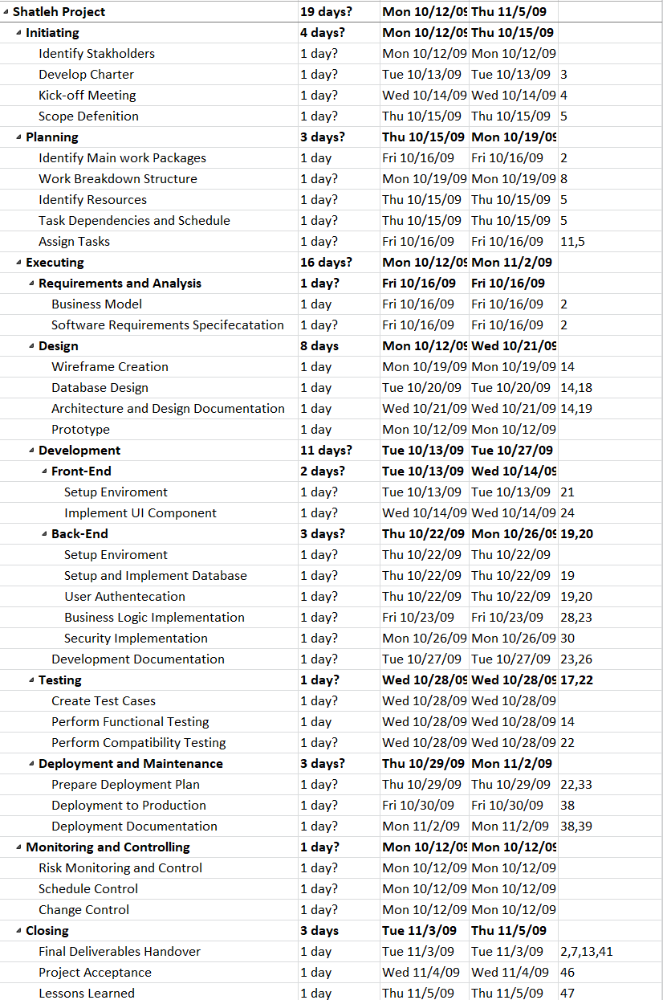 Shatleh Project 19 days? Mon 10/12/09 Thu 11/5/09
Initiating 4 days? Mon 10/12/09 Thu 10/15/09
Identify Stakholders 1 day? Mon 10/12/09 Mon 10/12/09
Develop Charter 1 day? Tue 10/13/09 Tue 10/13/09 3
Kick-off Meeting 1 day? Wed 10/14/09 Wed 10/14/09 4
Scope Defenition 1 day? Thu 10/15/09 Thu 10/15/09 5
Planning 3 days? Thu 10/15/09 Mon 10/19/09
Identify Main work Packages 1 day Fri 10/16/09 Fri 10/16/09 2
Work Breakdown Structure 1 day? Mon 10/19/09 Mon 10/19/09 8
Identify Resources 1 day? Thu 10/15/09 Thu 10/15/09 5
Task Dependencies and Schedule 1 day? Thu 10/15/09 Thu 10/15/09 5
Assign Tasks 1 day? Fri 10/16/09 Fri 10/16/09 11,5
Executing 16 days? Mon 10/12/09 Mon 11/2/09
Requirements and Analysis 1 day? Fri 10/16/09 Fri 10/16/09
Business Model 1 day Fri 10/16/09 Fri 10/16/09 2
Software Requirements Specifecatation 1 day? Fri 10/16/09 Fri 10/16/09 2
Design 8 days Mon 10/12/09 Wed 10/21/09
Wireframe Creation 1 day Mon 10/19/09 Mon 10/19/09 14
Database Design 1 day Tue 10/20/09 Tue 10/20/09 14,18
Architecture and Design Documentation 1 day Wed 10/21/09 Wed 10/21/09 14,19
Prototype 1 day Mon 10/12/09 Mon 10/12/09
Development 11 days? Tue 10/13/09 Tue 10/27/09
Front-End 2 days? Tue 10/13/09 Wed 10/14/09
Setup Enviroment 1 day? Tue 10/13/09 Tue 10/13/09 21
Implement UI Component 1 day? Wed 10/14/09 Wed 10/14/09 24
Back-End 3 days? Thu 10/22/09 Mon 10/26/09 19,20
Setup Enviroment 1 day? Thu 10/22/09 Thu 10/22/09
Setup and Implement Database 1 day? Thu 10/22/09 Thu 10/22/09 19
User Authentecation 1 day? Thu 10/22/09 Thu 10/22/09 19,20
Business Logic Implementation 1 day? Fri 10/23/09 Fri 10/23/09 28,23
Security Implementation 1 day? Mon 10/26/09 Mon 10/26/09 30
Development Documentation 1 day? Tue 10/27/09 Tue 10/27/09 23,26
Testing 1 day? Wed 10/28/09 Wed 10/28/09 17,22
Create Test Cases 1 day? Wed 10/28/09 Wed 10/28/09
Perform Functional Testing 1 day Wed 10/28/09 Wed 10/28/09 14
Perform Compatibility Testing 1 day? Wed 10/28/09 Wed 10/28/09 22
Deployment and Maintenance 3 days? Thu 10/29/09 Mon 11/2/09
Prepare Deployment Plan 1 day? Thu 10/29/09 Thu 10/29/09 22,33
Deployment to Production 1 day? Fri 10/30/09 Fri 10/30/09 38
Deployment Documentation 1 day? Mon 11/2/09 Mon 11/2/09 38,39
Monitoring and Controlling 1 day? Mon 10/12/09 Mon 10/12/09
Risk Monitoring and Control 1 day? Mon 10/12/09 Mon 10/12/09
Schedule Control 1 day? Mon 10/12/09 Mon 10/12/09
Change Control 1 day? Mon 10/12/09 Mon 10/12/09
Closing 3 days Tue 11/3/09 Thu 11/5/09
Final Deliverables Handover 1 day Tue 11/3/09 Tue 11/3/09 2,7,13,41
Project Acceptance 1 day Wed 11/4/09 Wed 11/4/09 46
Lessons Learned 1 day Thu 11/5/09 Thu 11/5/09 47